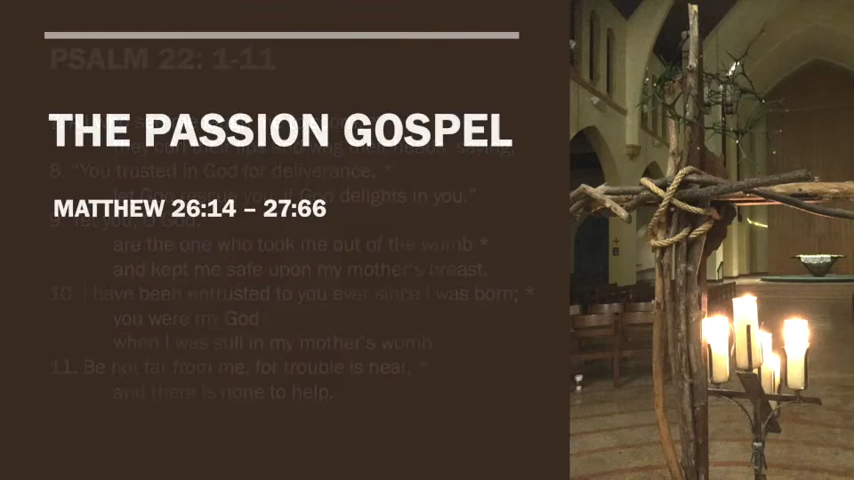 PSALM 22: 1-11
THE PASSION GOSPEL
8. "You trusted in God for deliverance, *
let God rescue you, if God delights in you."
MATTHEW 26:14 – 27:66
9. Yet you, O God,
are the one who took me out of the womb *
and kept me safe upon my mother's breast.
10. I have been entrusted to you ever since I was born; *
you were my God
when I was still in my mother's womb
11. Be not far from me, for trouble is near, *
and there is none to help.